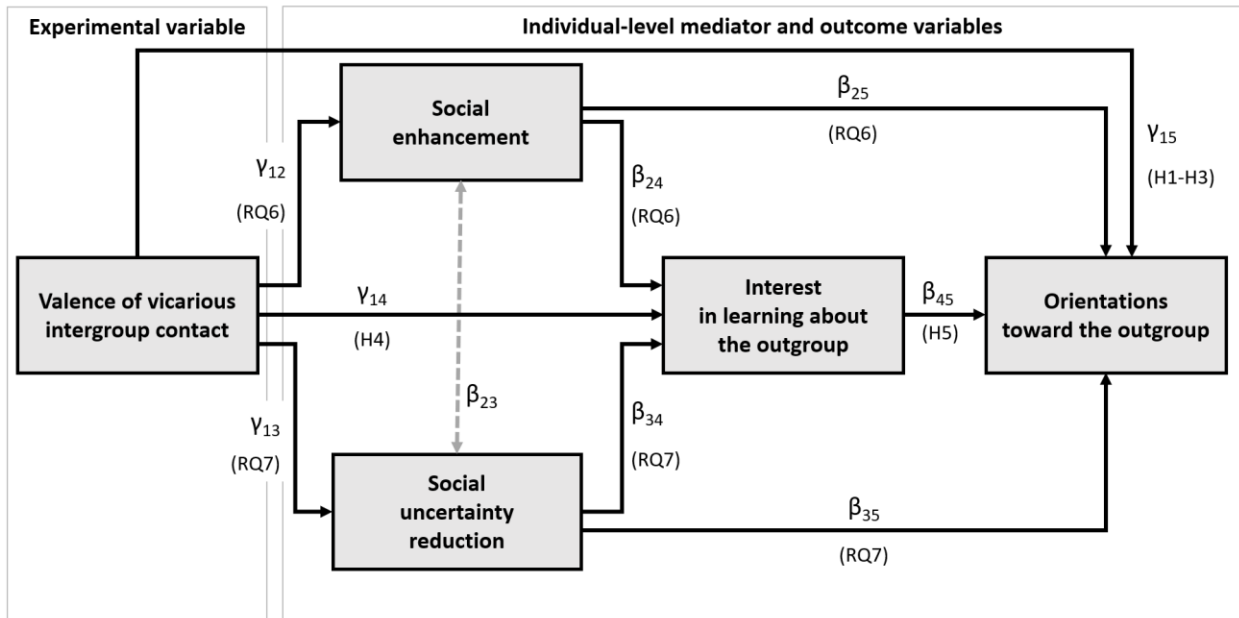 Experimental variable
Individual-level mediator and outcome variables
Social
enhancement
β25
(RQ6)
γ15
(H1-H3)
γ12
(RQ6)
β24
(RQ6)
Valence of vicarious
intergroup contact
γ14
(H4)
Interest
in learning about
the outgroup
β45
(H5)
Orientations
toward the outgroup
β23
γ13
(RQ7)
β34
(RQ7)
Social
uncertainty
reduction
β35
(RQ7)